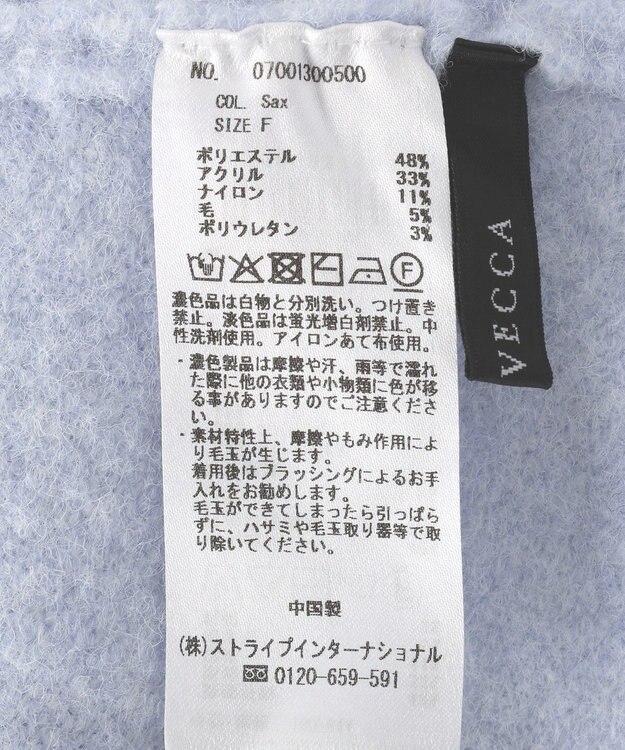 NO. 07001300500
COL. Sax
SIZE F
ポリエステル 48%
アクリル 33%
ナイロン 11%
毛 5%
ポリウレタン 3%
F
濃色品は白物と分別洗い。つけ置き
禁止。淡色品は蛍光増白剤禁止。中
性洗剤使用。アイロンあて布使用。
・濃色製品は摩擦や汗、雨等で濡れ
た際に他の衣類や小物類に色が移
る事がありますのでご注意くださ
い。
・素材特性上、摩擦やもみ作用によ
り毛玉が生じます。
着用後はブラッシングによるお手
入れをお勧めします。
毛玉ができてしまったら引っぱら
ずに、ハサミや毛玉取り器等で取
り除いてください。
中国製
(株)ストライプインターナショナル
0120-659-591
VECCA